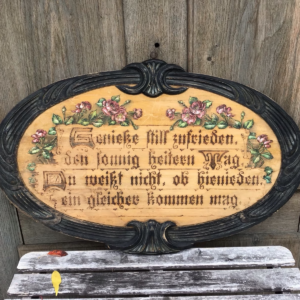 Genieße still zufrieden,
den sonnig heitern Tag.
Du weißt nicht, ob hienieden,
ein gleicher kommen mag.